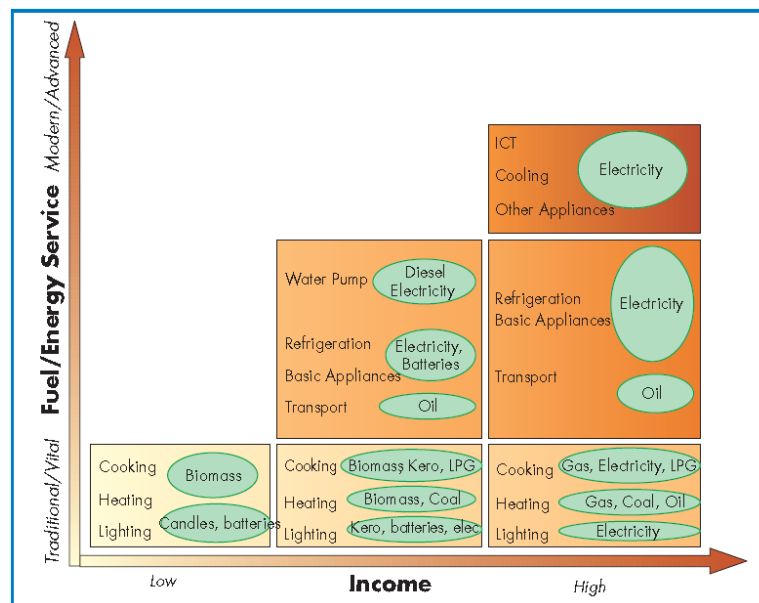 Fuel/Energy Service
Modern/Advanced
Traditional/Vital
ICT
Cooling
Other Appliances
Electricity
Water Pump
Diesel
Electricity
Refrigeration
Basic Appliances
Electricity,
Batteries
Transport
Oil
Refrigeration
Basic Appliances
Electricity
Transport
Oil
Cooking
Heating
Lighting
Biomass
Candles, batteries
Cooking
Biomass, Kero, LPG
Heating
Biomass, Coal
Lighting
Kero, batteries, elec
Cooking
Gas, Electricity, LPG
Heating
Gas, Coal, Oil
Lighting
Electricity
Low
Income
High